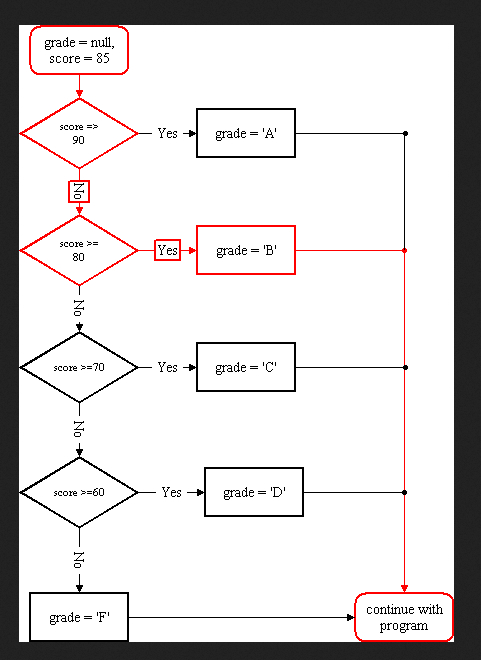 grade = null,
score = 85
score =>
90
Yes
grade = 'A'
No
score >=
80
Yes
grade = 'B'
No
score >=70
Yes
grade = 'C'
No
score >=60
Yes
grade = 'D'
No
grade = 'F'
continue with
program